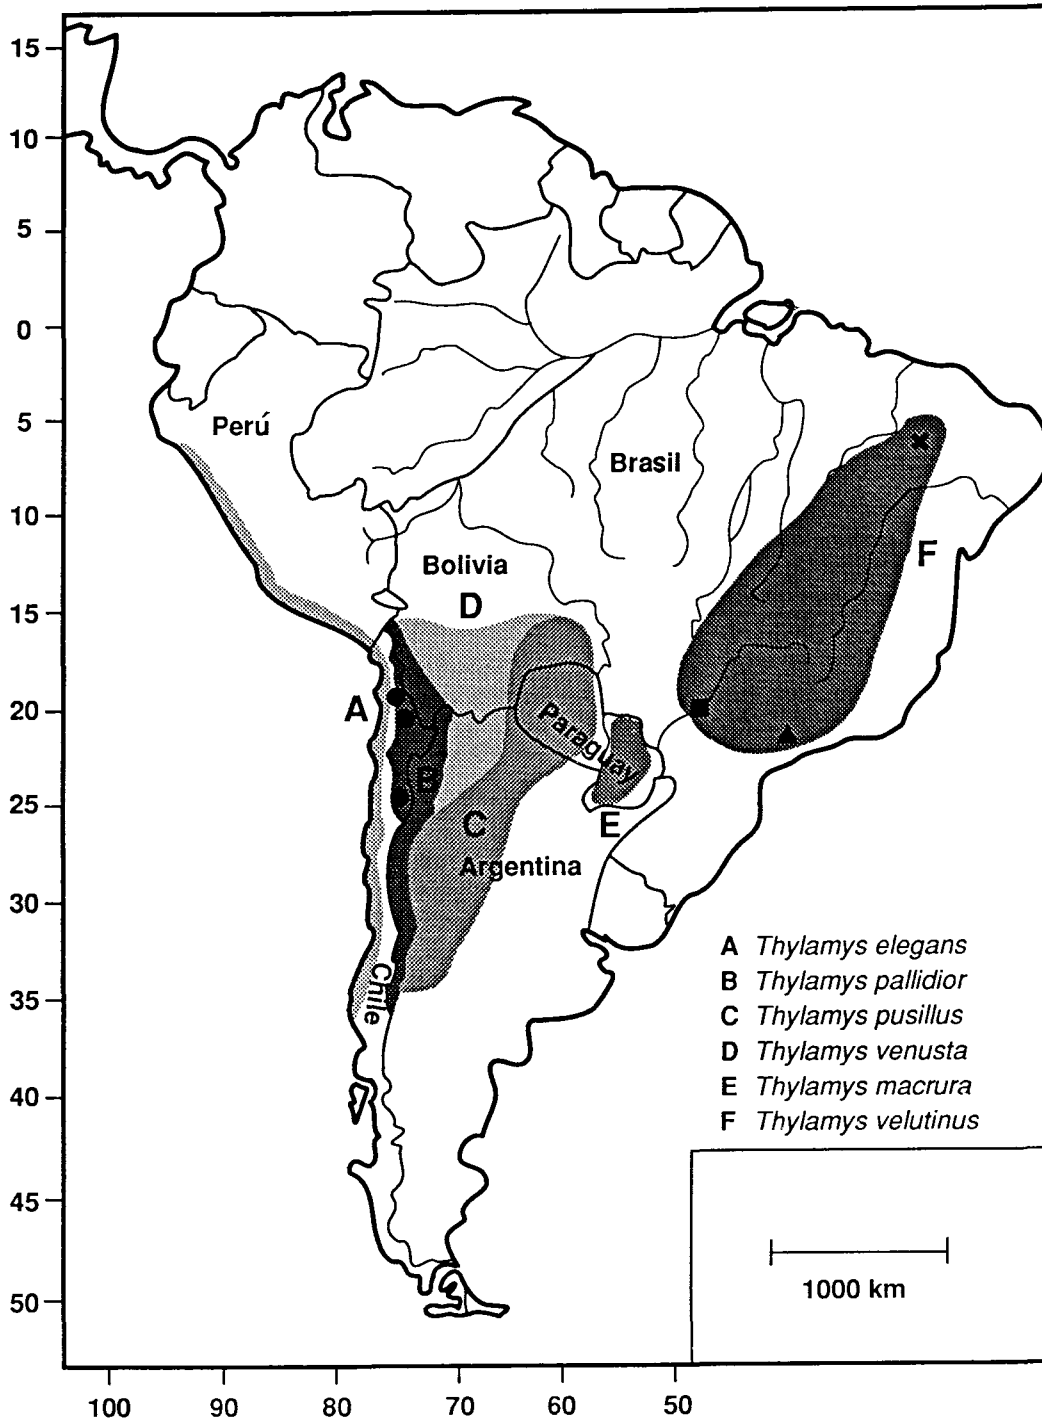 15
10
5
0
5
10
15
20
25
30
35
40
45
50
Perú
Brasil
Bolivia
D
F
A
Paraguay
B
C
E
Argentina
Chile
A Thylamys elegans
B Thylamys pallidior
C Thylamys pusillus
D Thylamys venusta
E Thylamys macrura
F Thylamys velutinus
1000 km
100 90 80 70 60 50